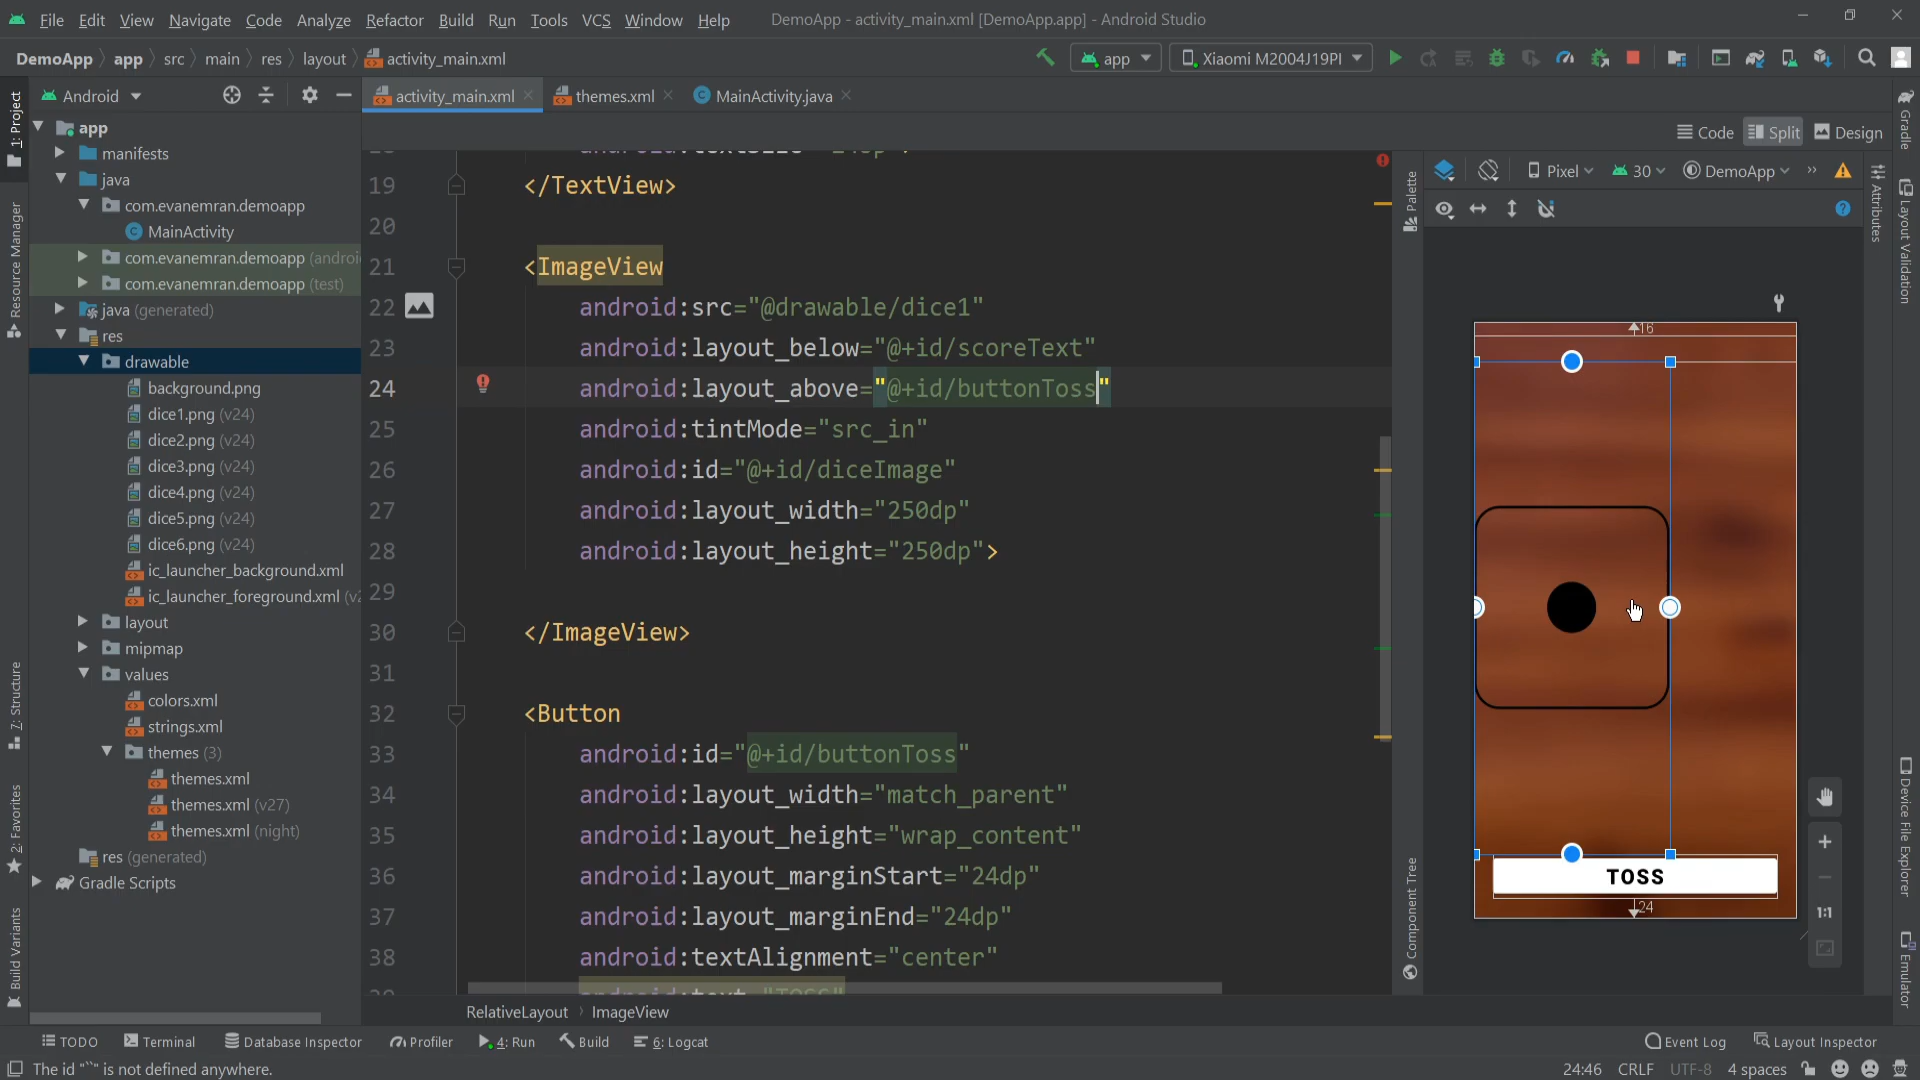 File Edit View Navigate Code Analyze Refactor Build Run Tools VCS Window Help DemoApp - activity_main.xml [DemoApp.app] - Android Studio
DemoApp app src main res layout activity_main.xml app Xiaomi M2004J19PI
Android activity_main.xml themes.xml MainActivity.java
Code Split Design
1: Project
Resource Manager
7: Structure
2: Favorites
Build Variants
app
manifests
java
com.evanemran.demoapp
MainActivity
com.evanemran.demoapp (androi
com.evanemran.demoapp (test)
java (generated)
res
drawable
background.png
dice1.png (v24)
dice2.png (v24)
dice3.png (v24)
dice4.png (v24)
dice5.png (v24)
dice6.png (v24)
ic_launcher_background.xml
ic_launcher_foreground.xml (v2
layout
mipmap
values
colors.xml
strings.xml
themes (3)
themes.xml
themes.xml (v27)
themes.xml (night)
res (generated)
Gradle Scripts
19 </TextView>
20
21 <ImageView
22 android:src="@drawable/dice1"
23 android:layout_below="@+id/scoreText"
24 android:layout_above="@+id/buttonToss"
25 android:tintMode="src_in"
26 android:id="@+id/diceImage"
27 android:layout_width="250dp"
28 android:layout_height="250dp">
29
30 </ImageView>
31
32 <Button
33 android:id="@+id/buttonToss"
34 android:layout_width="match_parent"
35 android:layout_height="wrap_content"
36 android:layout_marginStart="24dp"
37 android:layout_marginEnd="24dp"
38 android:textAlignment="center"
RelativeLayout ImageView
Palette
Component Tree
Pixel 30 DemoApp
16
TOSS
24
1:1
Attributes
Gradle
Layout Validation
Device File Explorer
Emulator
TODO Terminal Database Inspector Profiler 4: Run Build 6: Logcat Event Log Layout Inspector
The id "``" is not defined anywhere. 24:46 CRLF UTF-8 4 spaces